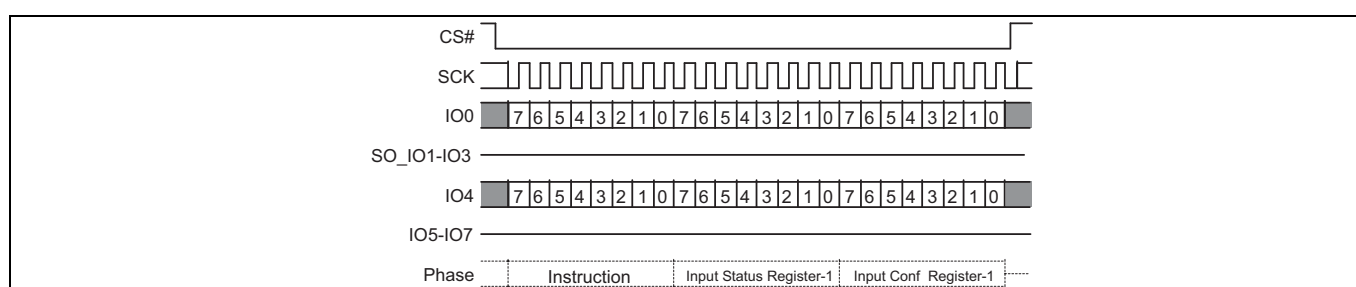 CS#
SCK
IO0 7 6 5 4 3 2 1 0 7 6 5 4 3 2 1 0 7 6 5 4 3 2 1 0
SO_IO1-IO3
IO4 7 6 5 4 3 2 1 0 7 6 5 4 3 2 1 0 7 6 5 4 3 2 1 0
IO5-IO7
Phase Instruction Input Status Register-1 Input Conf Register-1